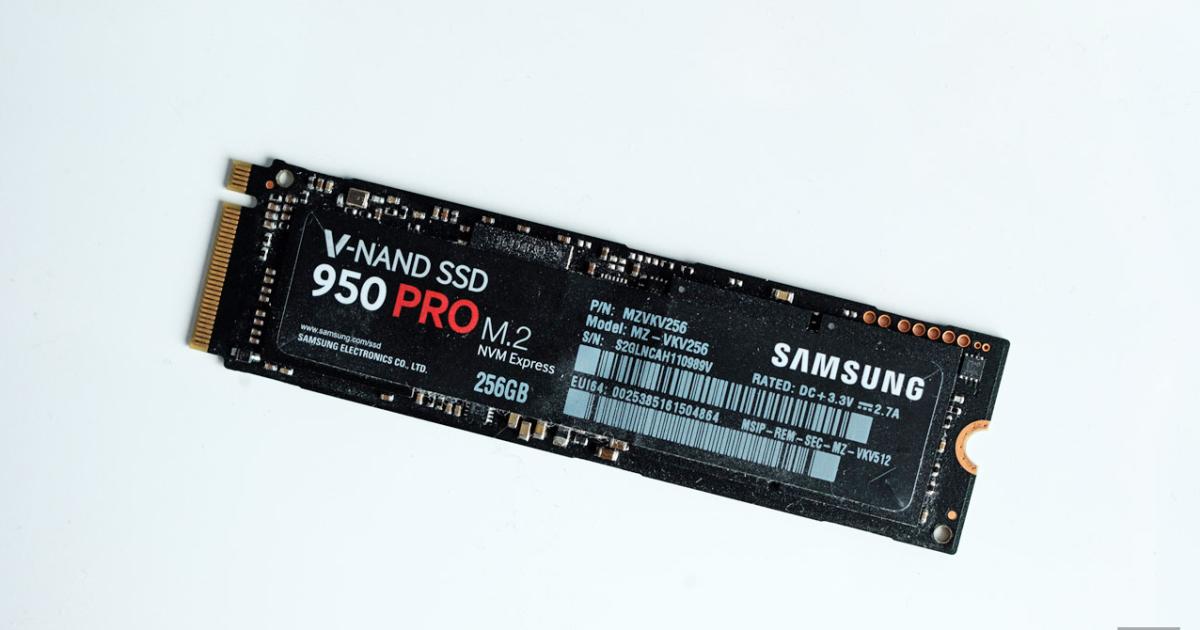 V-NAND SSD
950 PRO M.2
NVM Express
www.samsung.com/ssd
SAMSUNG ELECTRONICS CO., LTD.
256GB
P/N: MZVKV256
Model: MZ-VKV256
S/N: S2GLNCAH110989V
SAMSUNG
RATED: DC+3.3V ⎓ 2.7A
EUI64: 0025385161504864
MSIP-REM-SEC-MZ-VKV512